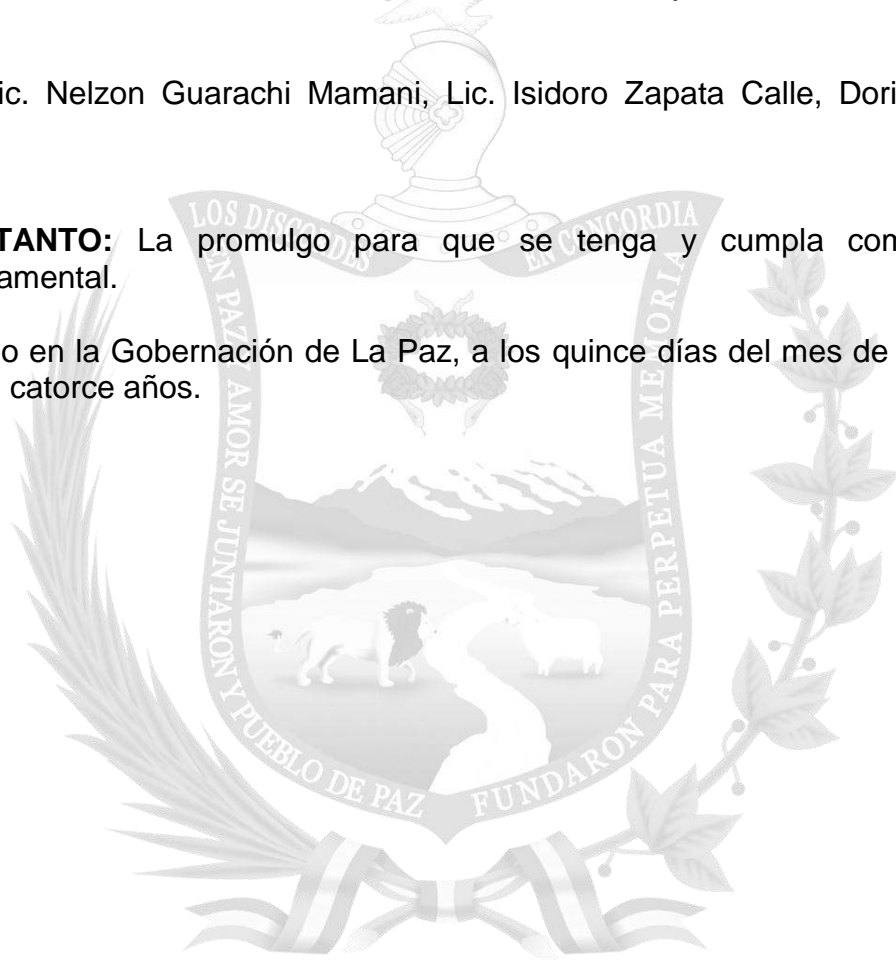 ic. Nelzon Guarachi Mamani, Lic. Isidoro Zapata Calle, Dori
TANTO: La promulgo para que se tenga y cumpla com
amental.
o en la Gobernación de La Paz, a los quince días del mes de
catorce años.
LOS DISCORDES EN CONCORDIA
EN PAZ Y AMOR SE JUNTARON Y PUEBLO DE PAZ FUNDARON PARA PERPETUA MEMORIA